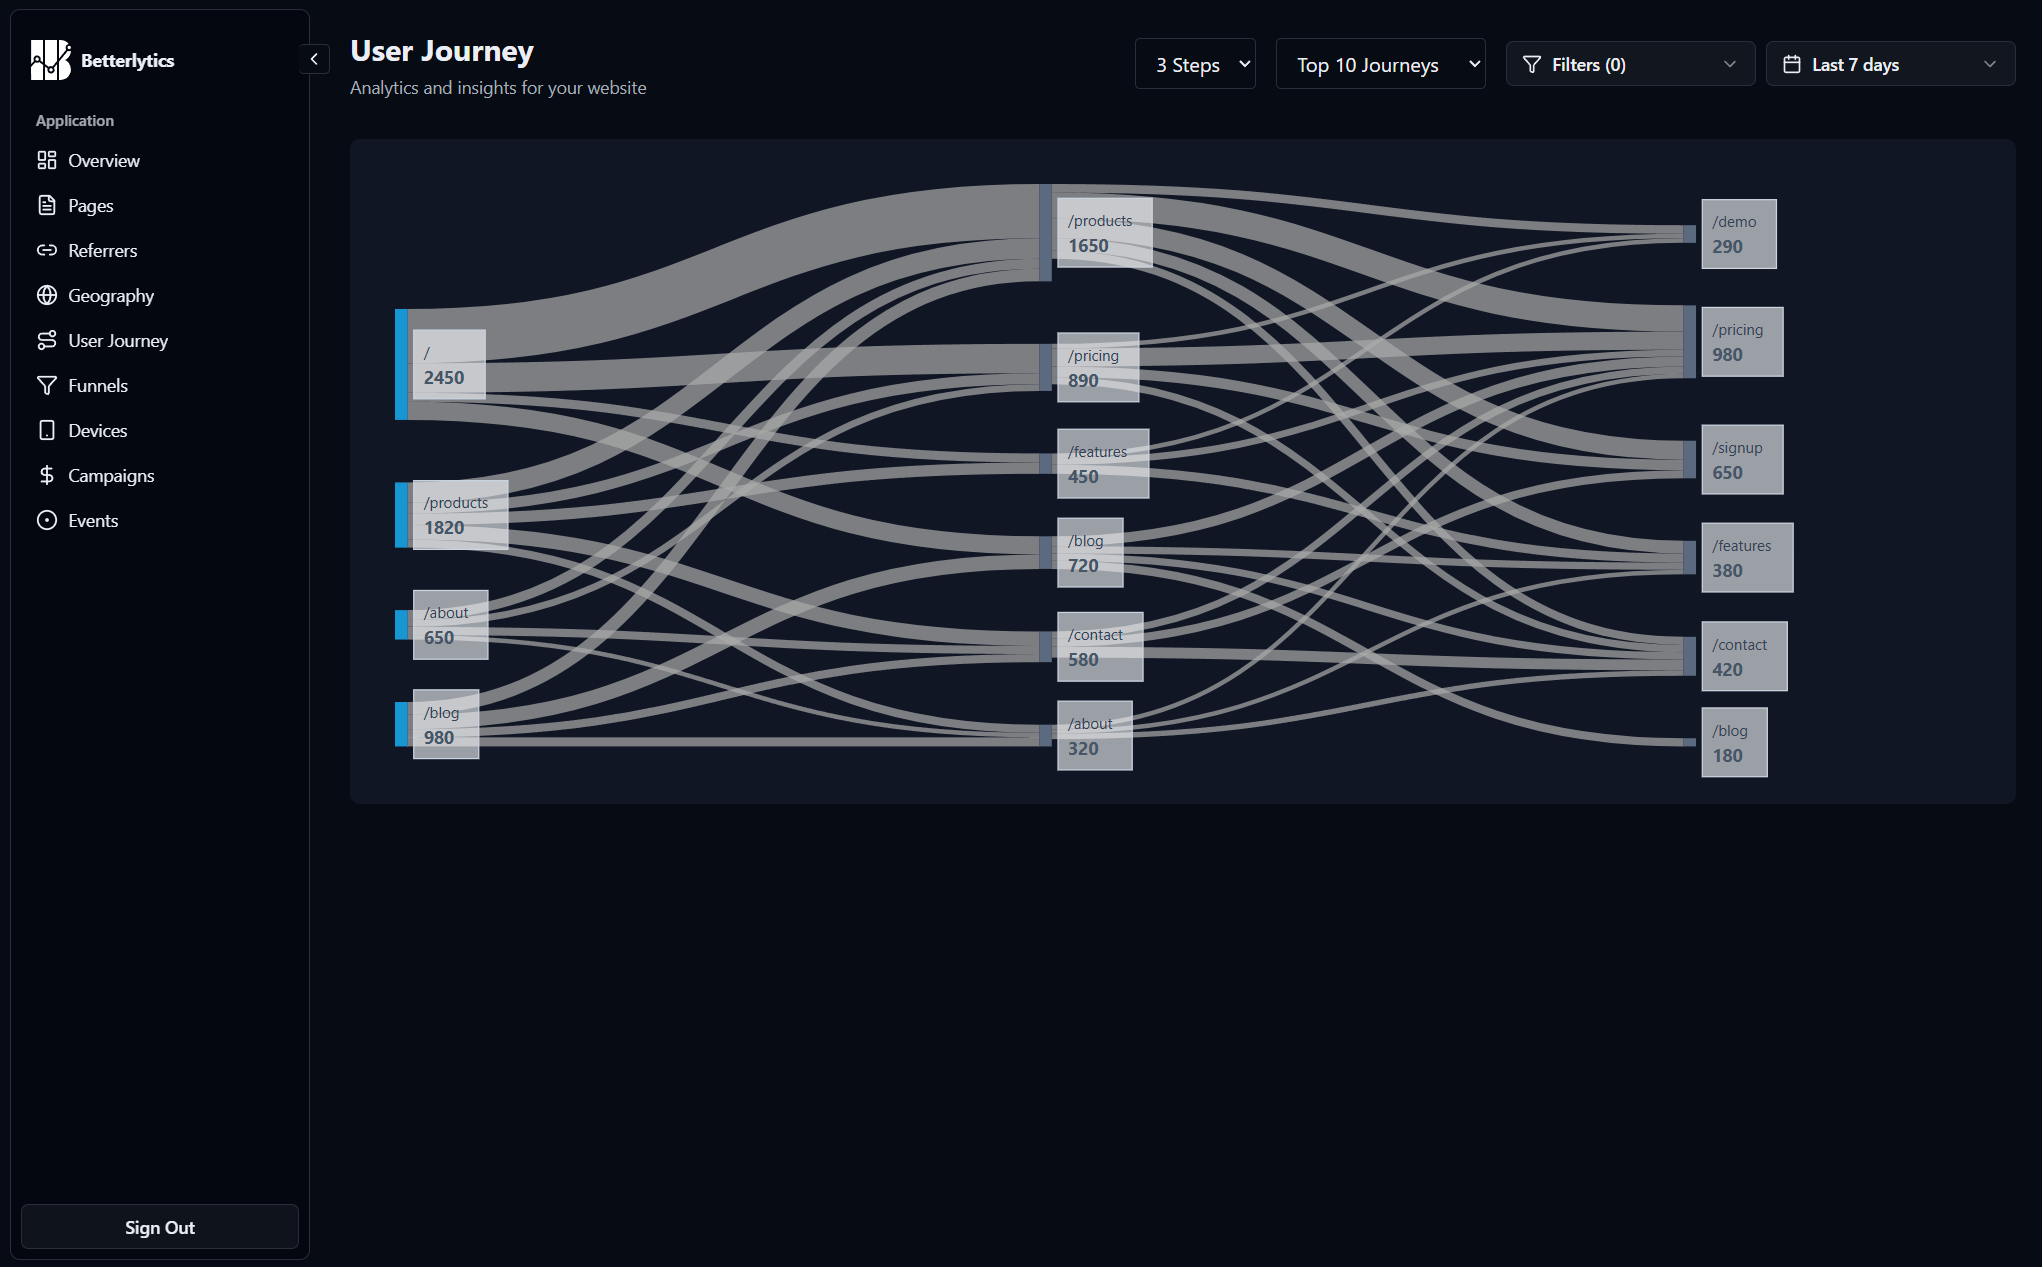 Betterlytics
Application
Overview
Pages
Referrers
Geography
User Journey
Funnels
Devices
Campaigns
Events
Sign Out
User Journey
Analytics and insights for your website
3 Steps
Top 10 Journeys
Filters (0)
Last 7 days
/
2450
/products
1820
/about
650
/blog
980
/products
1650
/pricing
890
/features
450
/blog
720
/contact
580
/about
320
/demo
290
/pricing
980
/signup
650
/features
380
/contact
420
/blog
180